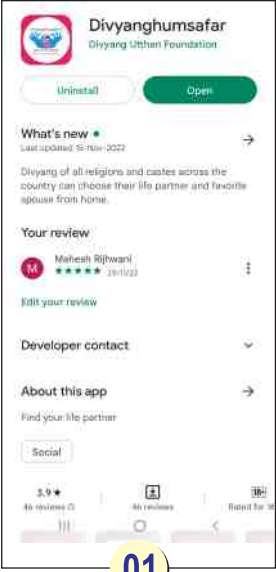 Divyanghumsafar
Divyang Utthan Foundation
Uninstall
Open
What's new
Last updated 15-Nov-2022
Divyang of all religions and castes across the
country can choose their life partner and favorite
spouse from home.
Your review
M
Mahesh Rijhwani
29/11/22
Edit your review
Developer contact
About this app
Find your life partner
Social
3.9★
46 reviews
46 reviews
18+
Rated for 18
01